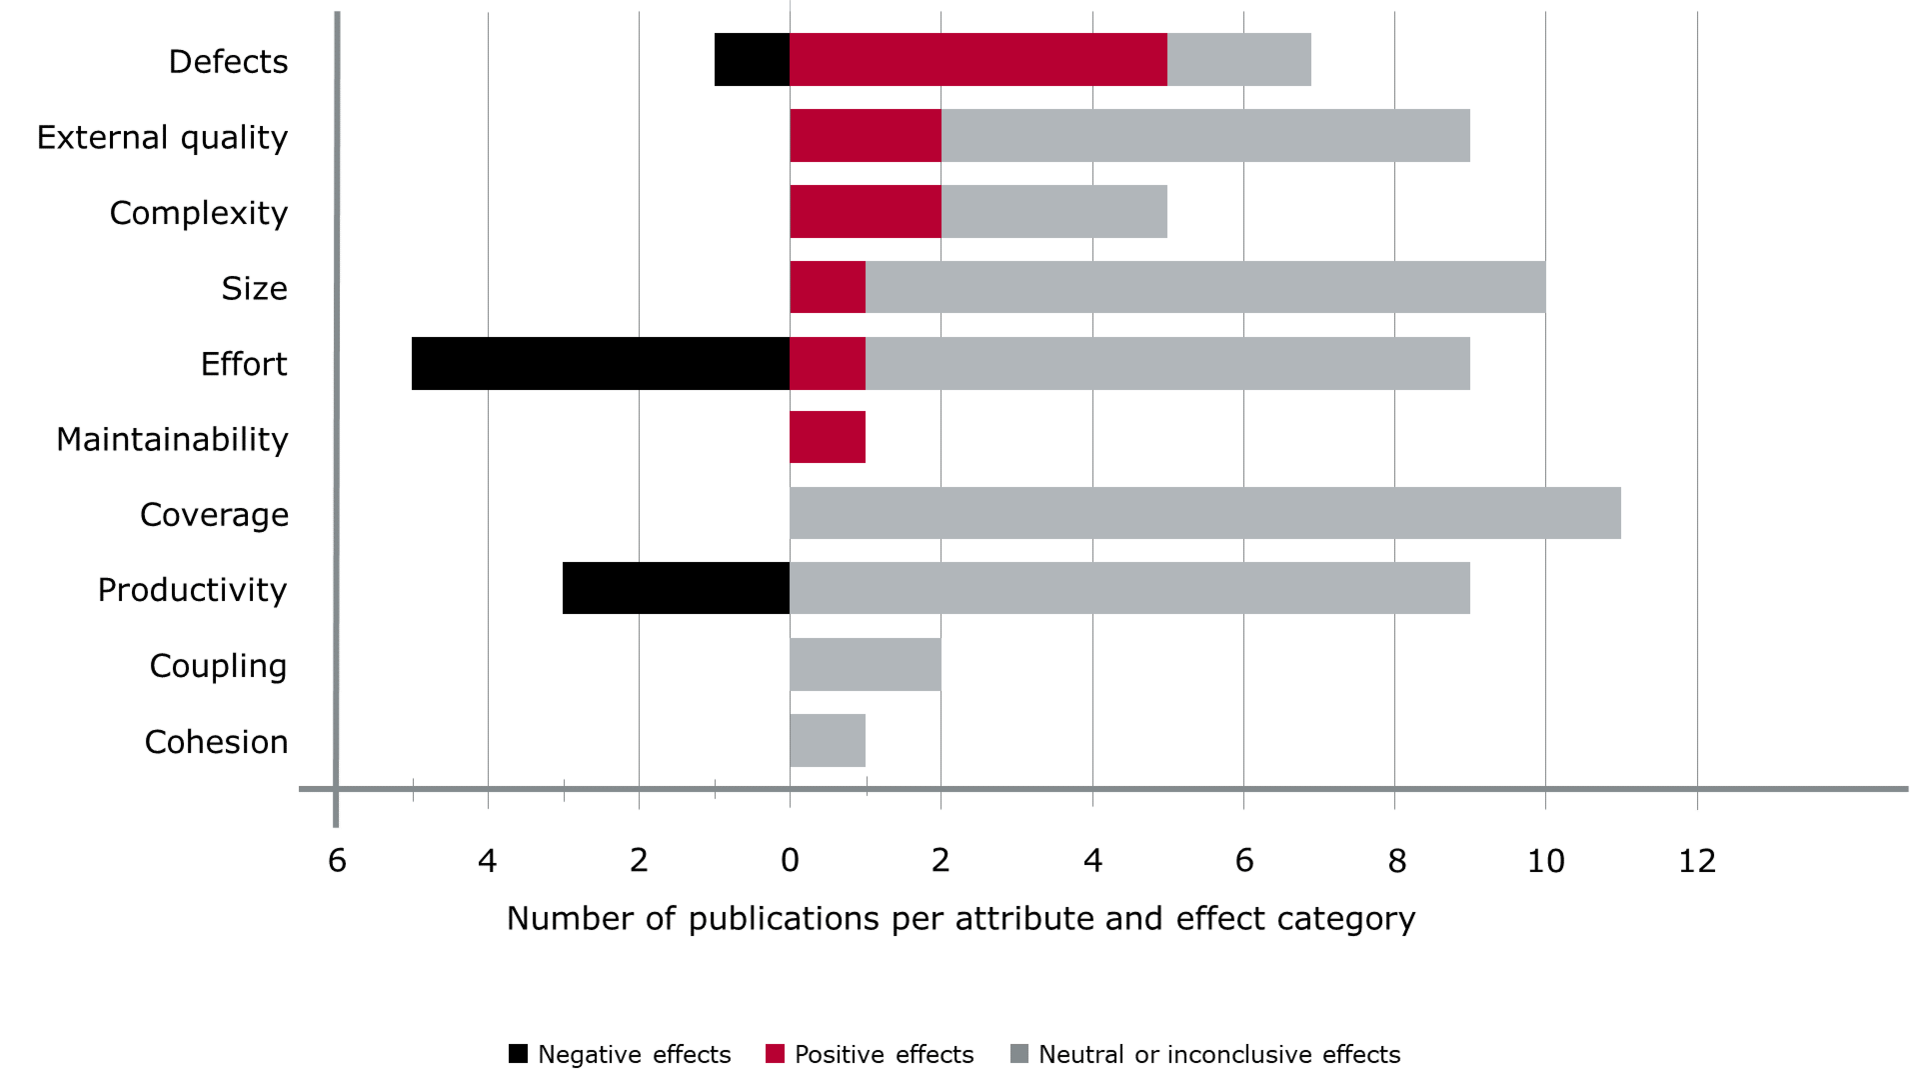 Defects
External quality
Complexity
Size
Effort
Maintainability
Coverage
Productivity
Coupling
Cohesion
6 4 2 0 2 4 6 8 10 12
Number of publications per attribute and effect category
Negative effects Positive effects Neutral or inconclusive effects